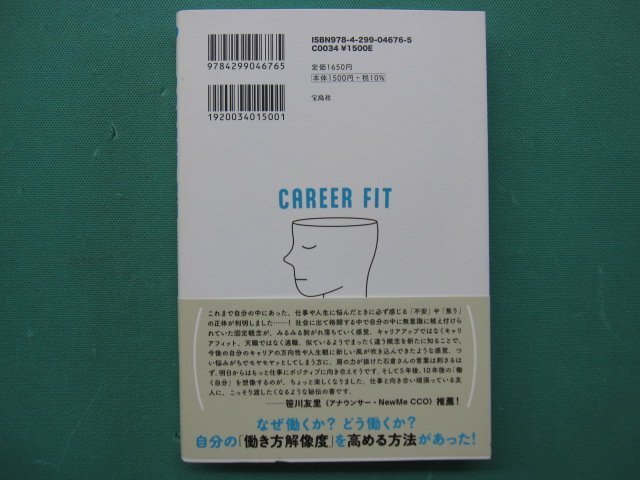 ISBN978-4-299-04676-5
C0034 ¥1500E
9784299046765
定価1650円
本体1500円+税10%
1920034015001
宝島社
CAREER FIT
これまで自分の中にあった、仕事や人生に悩んだときに必ず感じる「不安」や「焦り」
の正体が判明しました……！社会に出て格闘する中で自分の中に無意識に植え付けら
れていた固定観念が、みるみる剥がれ落ちていく感覚。キャリアアップではなくキャリ
アフィット、天職ではなく適職、似ているようでまったく違う概念を新たに知ることで、
今後の自分のキャリアの方向性や人生観に新しい風が吹き込んできたような感覚。つ
い悩みがちでモヤモヤッとしてしまう方に、肩の力が抜けた石倉さんの言葉は刺さるは
ず。明日からはもっと仕事にポジティブに向き合えそうです。そして5年後、10年後の「働
く自分」を想像するのが、ちょっと楽しくなりました。仕事と向き合い頑張っている友
人に、こっそり渡したくなるような秘伝の書です。
――笹川友里（アナウンサー・NewMe CCO）推薦！
なぜ働くか？ どう働くか？
自分の「働き方解像度」を高める方法があった！